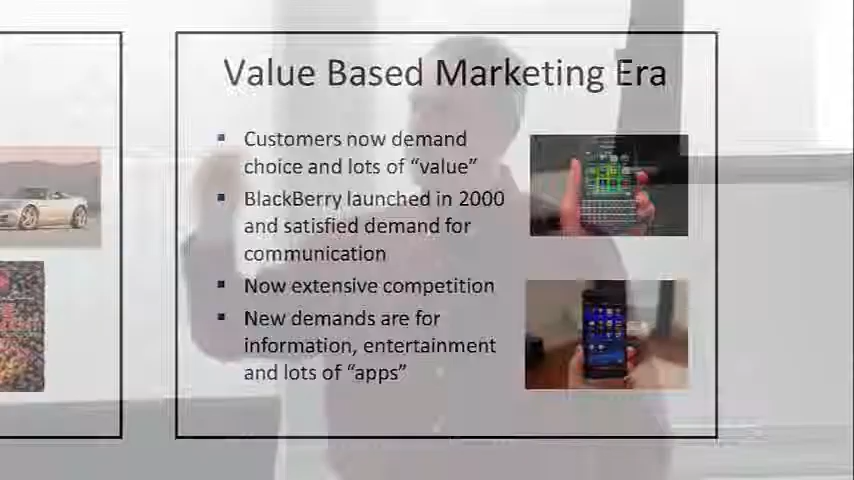 Value Based Marketing Era
Customers now demand
choice and lots of “value”
BlackBerry launched in 2000
and satisfied demand for
communication
Now extensive competition
New demands are for
information, entertainment
and lots of “apps”